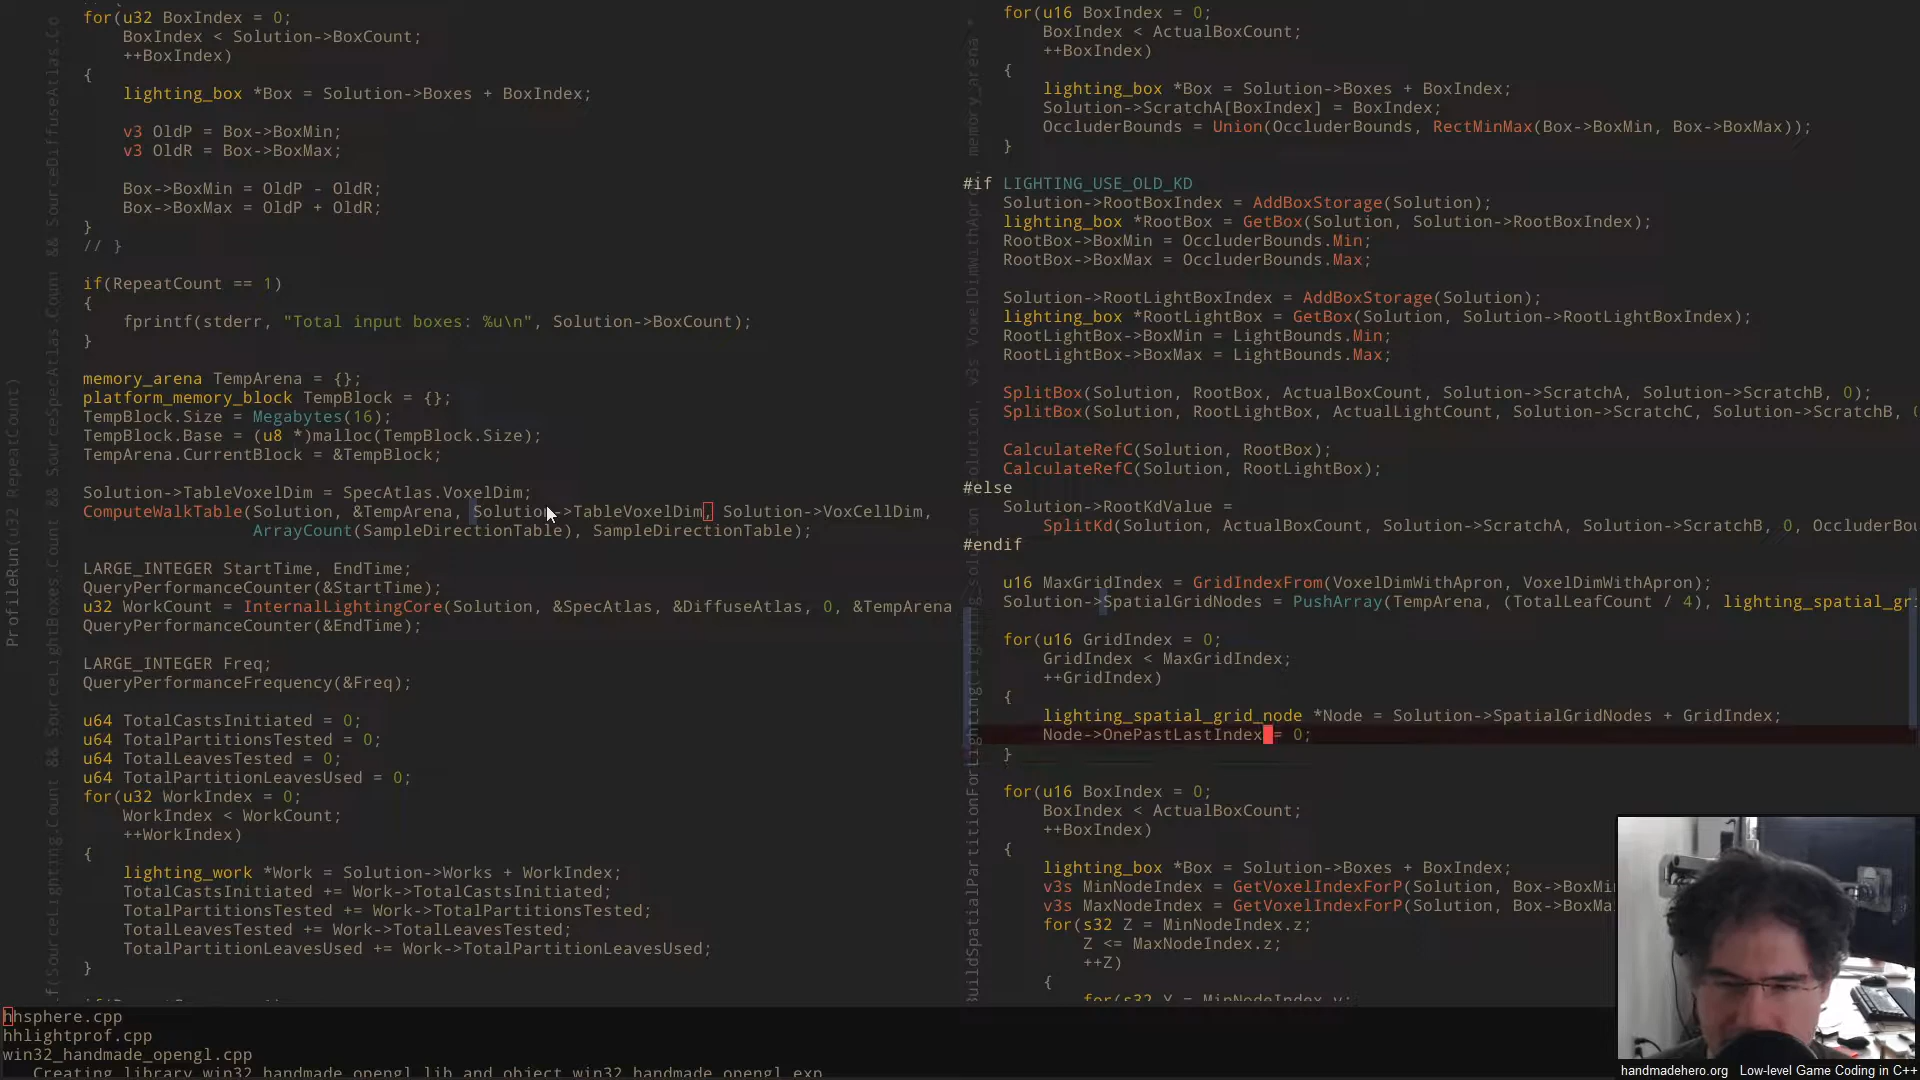 // {
for(u32 BoxIndex = 0;
BoxIndex < Solution->BoxCount;
++BoxIndex)
{
lighting_box *Box = Solution->Boxes + BoxIndex;
v3 OldP = Box->BoxMin;
v3 OldR = Box->BoxMax;
Box->BoxMin = OldP - OldR;
Box->BoxMax = OldP + OldR;
}
// }
if(RepeatCount == 1)
{
fprintf(stderr, "Total input boxes: %u\n", Solution->BoxCount);
}
memory_arena TempArena = {};
platform_memory_block TempBlock = {};
TempBlock.Size = Megabytes(16);
TempBlock.Base = (u8 *)malloc(TempBlock.Size);
TempArena.CurrentBlock = &TempBlock;
Solution->TableVoxelDim = SpecAtlas.VoxelDim;
ComputeWalkTable(Solution, &TempArena, Solution->TableVoxelDim, Solution->VoxCellDim,
ArrayCount(SampleDirectionTable), SampleDirectionTable);
LARGE_INTEGER StartTime, EndTime;
QueryPerformanceCounter(&StartTime);
u32 WorkCount = InternalLightingCore(Solution, &SpecAtlas, &DiffuseAtlas, 0, &TempArena
QueryPerformanceCounter(&EndTime);
LARGE_INTEGER Freq;
QueryPerformanceFrequency(&Freq);
u64 TotalCastsInitiated = 0;
u64 TotalPartitionsTested = 0;
u64 TotalLeavesTested = 0;
u64 TotalPartitionLeavesUsed = 0;
for(u32 WorkIndex = 0;
WorkIndex < WorkCount;
++WorkIndex)
{
lighting_work *Work = Solution->Works + WorkIndex;
TotalCastsInitiated += Work->TotalCastsInitiated;
TotalPartitionsTested += Work->TotalPartitionsTested;
TotalLeavesTested += Work->TotalLeavesTested;
TotalPartitionLeavesUsed += Work->TotalPartitionLeavesUsed;
}
ProfileRun(u32 RepeatCount)
for(u16 BoxIndex = 0;
BoxIndex < ActualBoxCount;
++BoxIndex)
{
lighting_box *Box = Solution->Boxes + BoxIndex;
Solution->ScratchA[BoxIndex] = BoxIndex;
OccluderBounds = Union(OccluderBounds, RectMinMax(Box->BoxMin, Box->BoxMax));
}
#if LIGHTING_USE_OLD_KD
Solution->RootBoxIndex = AddBoxStorage(Solution);
lighting_box *RootBox = GetBox(Solution, Solution->RootBoxIndex);
RootBox->BoxMin = OccluderBounds.Min;
RootBox->BoxMax = OccluderBounds.Max;
Solution->RootLightBoxIndex = AddBoxStorage(Solution);
lighting_box *RootLightBox = GetBox(Solution, Solution->RootLightBoxIndex);
RootLightBox->BoxMin = LightBounds.Min;
RootLightBox->BoxMax = LightBounds.Max;
SplitBox(Solution, RootBox, ActualBoxCount, Solution->ScratchA, Solution->ScratchB, 0);
SplitBox(Solution, RootLightBox, ActualLightCount, Solution->ScratchC, Solution->ScratchB, 0
CalculateRefC(Solution, RootBox);
CalculateRefC(Solution, RootLightBox);
#else
Solution->RootKdValue =
SplitKd(Solution, ActualBoxCount, Solution->ScratchA, Solution->ScratchB, 0, OccluderBou
#endif
u16 MaxGridIndex = GridIndexFrom(VoxelDimWithApron, VoxelDimWithApron);
Solution->SpatialGridNodes = PushArray(TempArena, (TotalLeafCount / 4), lighting_spatial_gr
for(u16 GridIndex = 0;
GridIndex < MaxGridIndex;
++GridIndex)
{
lighting_spatial_grid_node *Node = Solution->SpatialGridNodes + GridIndex;
Node->OnePastLastIndex = 0;
}
for(u16 BoxIndex = 0;
BoxIndex < ActualBoxCount;
++BoxIndex)
{
lighting_box *Box = Solution->Boxes + BoxIndex;
v3s MinNodeIndex = GetVoxelIndexForP(Solution, Box->BoxMi
v3s MaxNodeIndex = GetVoxelIndexForP(Solution, Box->BoxMa
for(s32 Z = MinNodeIndex.z;
Z <= MaxNodeIndex.z;
++Z)
{
for(s32 Y = MinNodeIndex.y;
hhsphere.cpp
hhlightprof.cpp
win32_handmade_opengl.cpp
Creating library win32_handmade_opengl.lib and object win32_handmade_opengl.exp
handmadehero.org Low-level Game Coding in C++